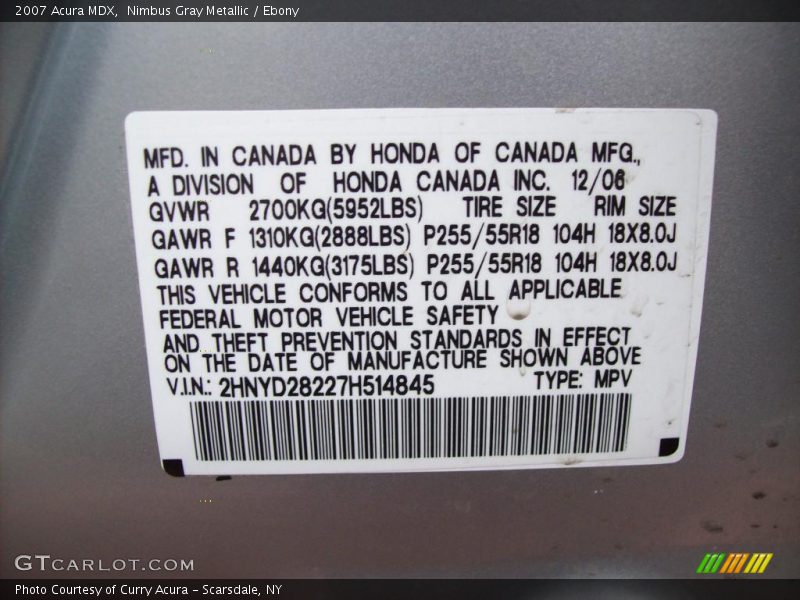 2007 Acura MDX, Nimbus Gray Metallic / Ebony
MFD. IN CANADA BY HONDA OF CANADA MFG.,
A DIVISION OF HONDA CANADA INC. 12/06
GVWR 2700KG(5952LBS) TIRE SIZE RIM SIZE
GAWR F 1310KG(2888LBS) P255/55R18 104H 18X8.0J
GAWR R 1440KG(3175LBS) P255/55R18 104H 18X8.0J
THIS VEHICLE CONFORMS TO ALL APPLICABLE
FEDERAL MOTOR VEHICLE SAFETY
AND THEFT PREVENTION STANDARDS IN EFFECT
ON THE DATE OF MANUFACTURE SHOWN ABOVE
V.I.N.: 2HNYD28227H514845 TYPE: MPV
GTCARLOT.COM
Photo Courtesy of Curry Acura - Scarsdale, NY